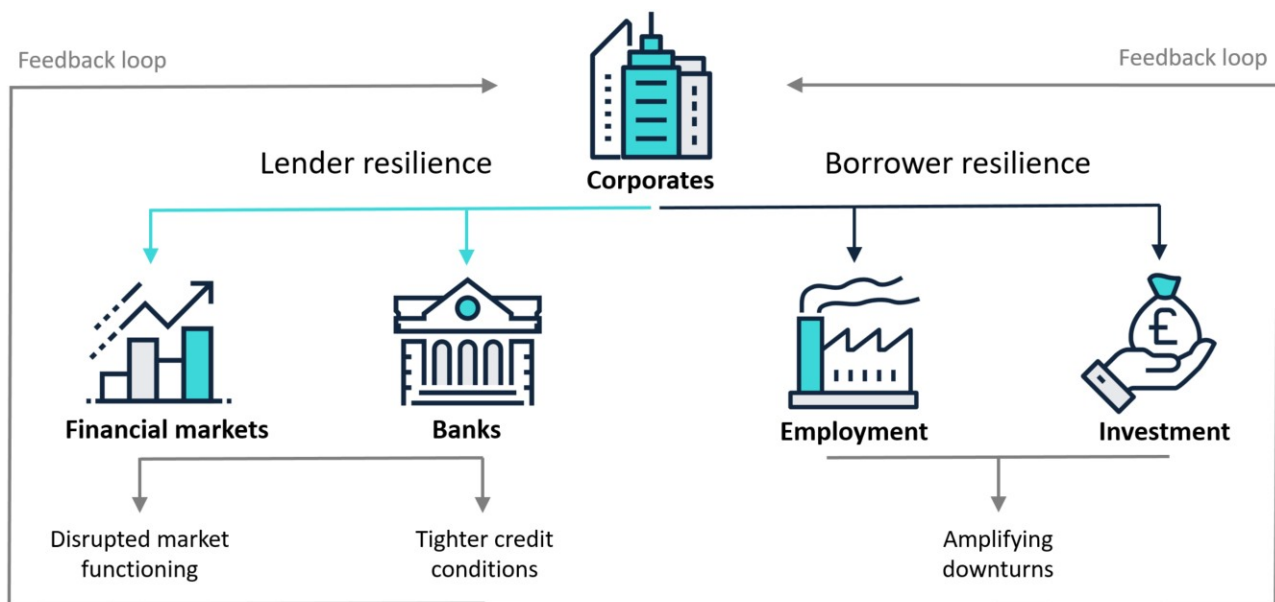 Feedback loop
Feedback loop
Lender resilience
Borrower resilience
Corporates
£
Financial markets
Banks
Employment
Investment
Disrupted market
functioning
Tighter credit
conditions
Amplifying
downturns